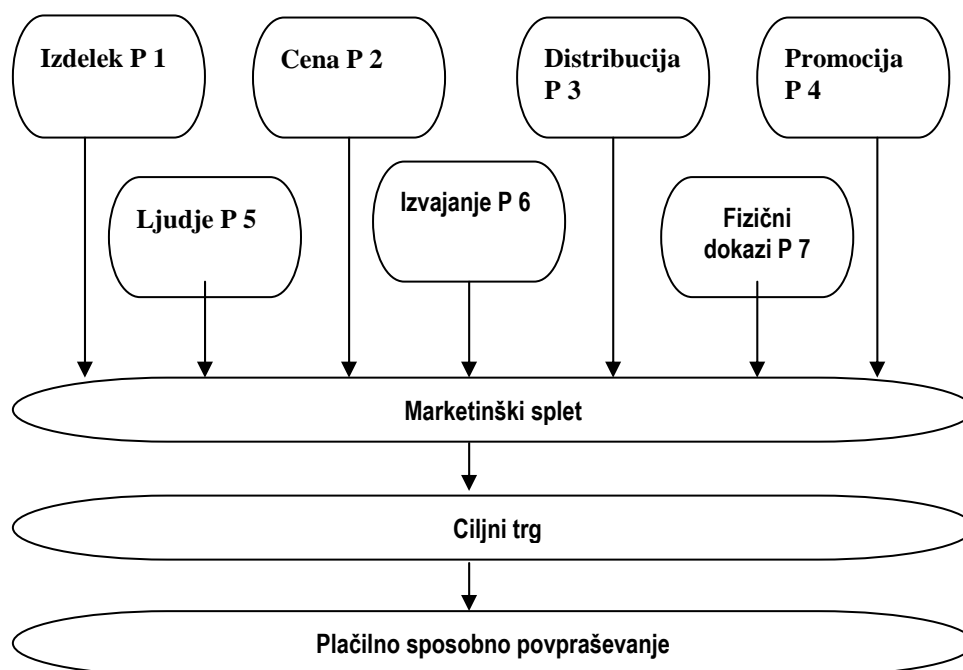 Izdelek P 1
Cena P 2
Distribucija
P 3
Promocija
P 4
Ljudje P 5
Izvajanje P 6
Fizični
dokazi P 7
Marketinški splet
Ciljni trg
Plačilno sposobno povpraševanje